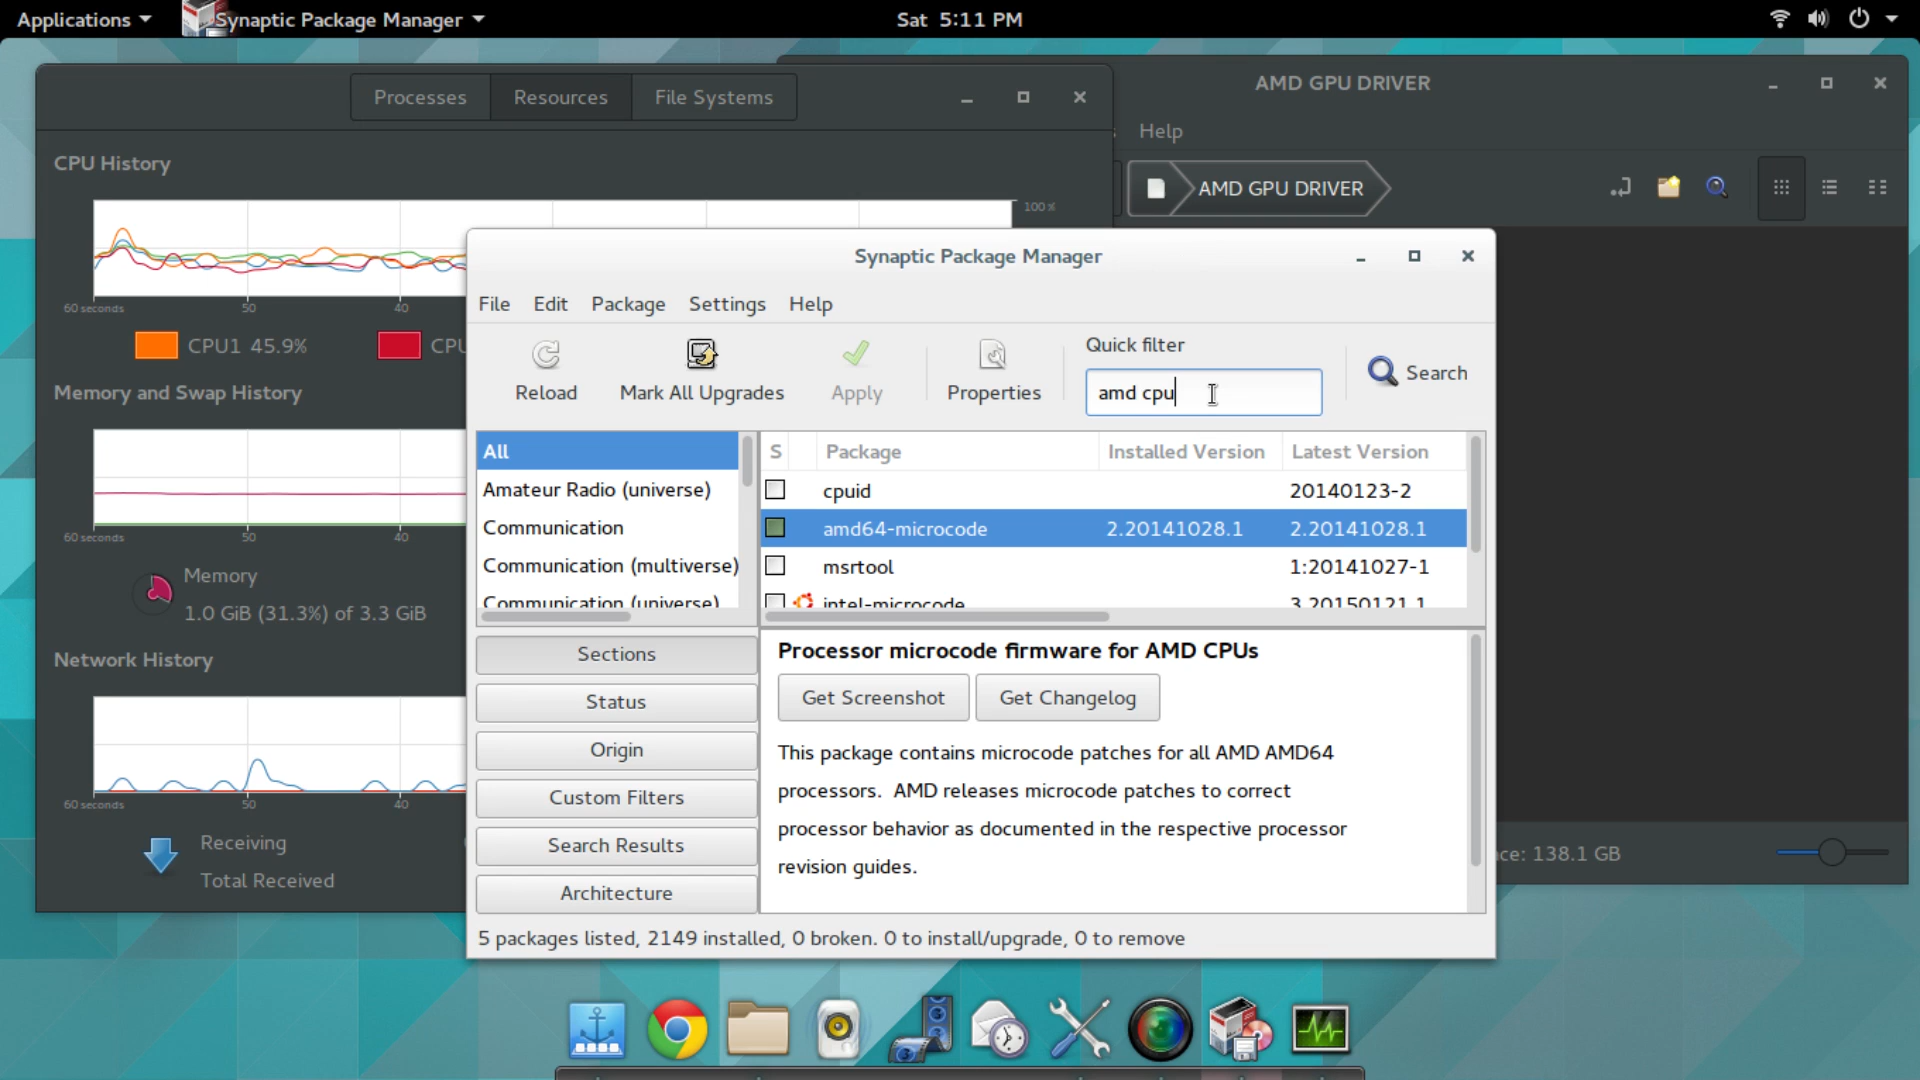 Applications
Synaptic Package Manager
Sat 5:11 PM
Processes
Resources
File Systems
CPU History
100 %
60 seconds
50
40
CPU1 45.9%
CPU
Memory and Swap History
60 seconds
50
40
Memory
1.0 GiB (31.3%) of 3.3 GiB
Network History
60 seconds
50
40
Receiving
Total Received
AMD GPU DRIVER
Help
AMD GPU DRIVER
138.1 GB
Synaptic Package Manager
File Edit Package Settings Help
Reload
Mark All Upgrades
Apply
Properties
Quick filter
amd cpu
Search
All
Amateur Radio (universe)
Communication
Communication (multiverse)
Communication (universe)
Sections
Status
Origin
Custom Filters
Search Results
Architecture
S Package Installed Version Latest Version
cpuid 20140123-2
amd64-microcode 2.20141028.1 2.20141028.1
msrtool 1:20141027-1
intel-microcode 3.20150121.1
Processor microcode firmware for AMD CPUs
Get Screenshot
Get Changelog
This package contains microcode patches for all AMD AMD64
processors. AMD releases microcode patches to correct
processor behavior as documented in the respective processor
revision guides.
5 packages listed, 2149 installed, 0 broken. 0 to install/upgrade, 0 to remove